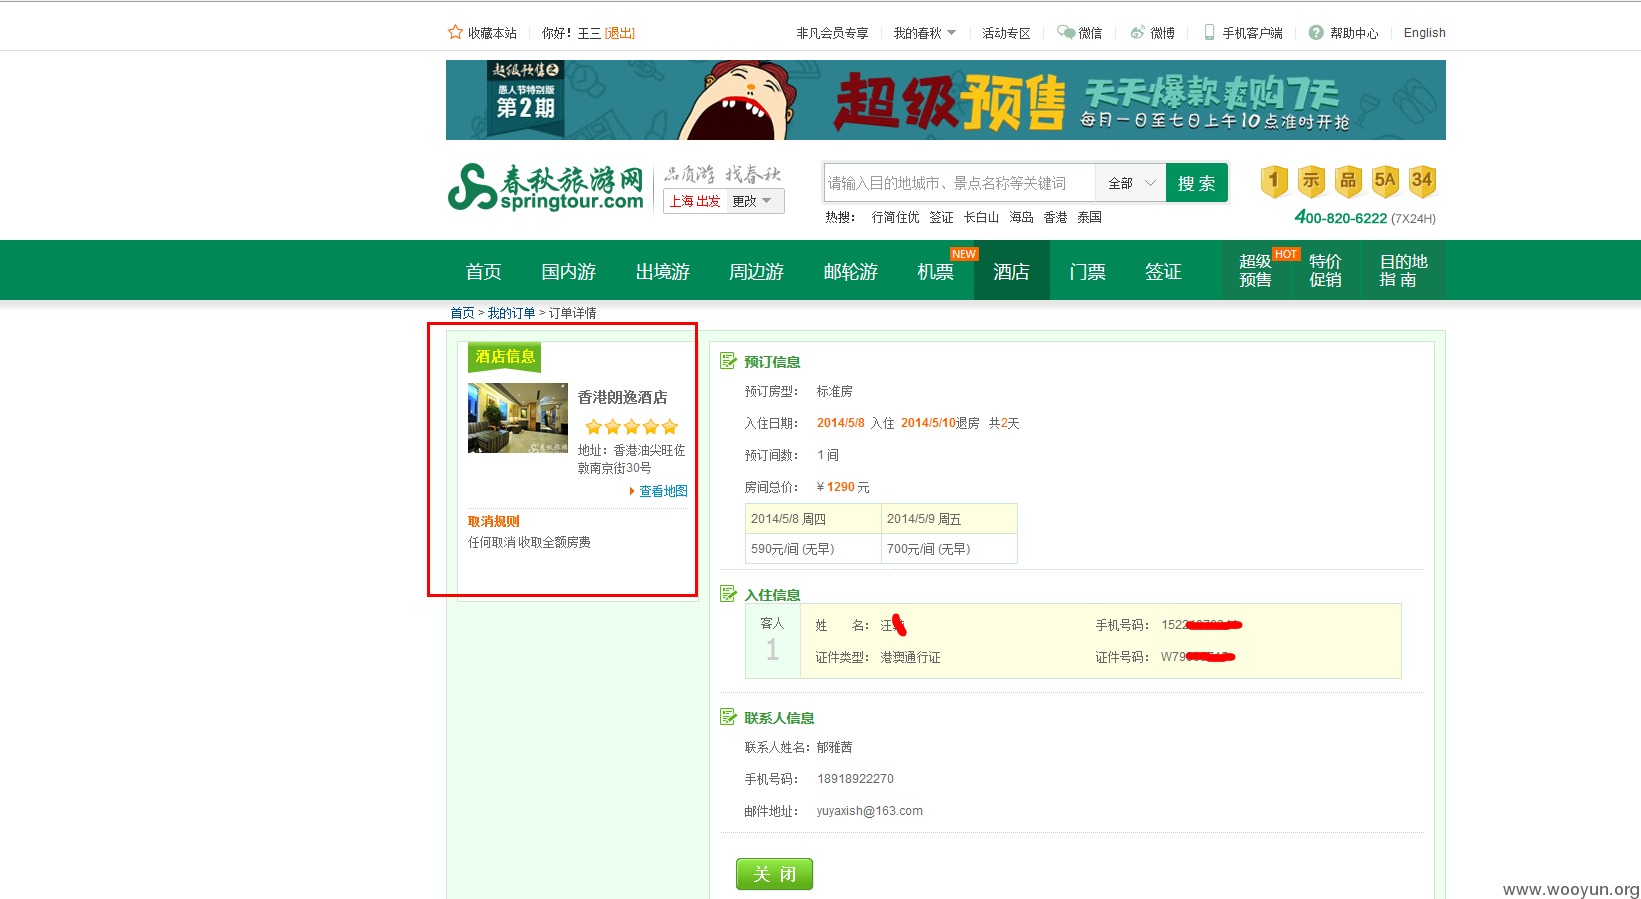 收藏本站 你好！王三 [退出] 非凡会员专享 我的春秋 活动专区 微信 微博 手机客户端 帮助中心 English
超级预售之
愚人节特别版
第2期
超级预售
天天爆款爽购7天
每月一日至七日上午10点准时开抢
春秋旅游网
springtour.com
品质游 找春秋
上海 出发 更改
请输入目的地城市、景点名称等关键词 全部 搜 索
热搜： 行简住优 签证 长白山 海岛 香港 泰国
1 示 品 5A 34
400-820-6222 (7X24H)
首页 国内游 出境游 周边游 邮轮游 机票 NEW 酒店 门票 签证 超级预售 HOT 特价促销 目的地指 南
首页 > 我的订单 > 订单详情
酒店信息
香港朗逸酒店
地址：香港油尖旺佐
敦南京街30号
查看地图
取消规则
任何取消 收取全额房费
春秋旅游
预订信息
预订房型： 标准房
入住日期： 2014/5/8 入住 2014/5/10退房 共2天
预订间数： 1 间
房间总价： ¥ 1290 元
2014/5/8 周四 2014/5/9 周五
590元/间 (无早) 700元/间 (无早)
入住信息
客人
1
姓 名： 汪 手机号码： 1522
证件类型： 港澳通行证 证件号码： W79
联系人信息
联系人姓名： 郁雅茜
手机号码： 18918922270
邮件地址： yuyaxish@163.com
关 闭
www.wooyun.org